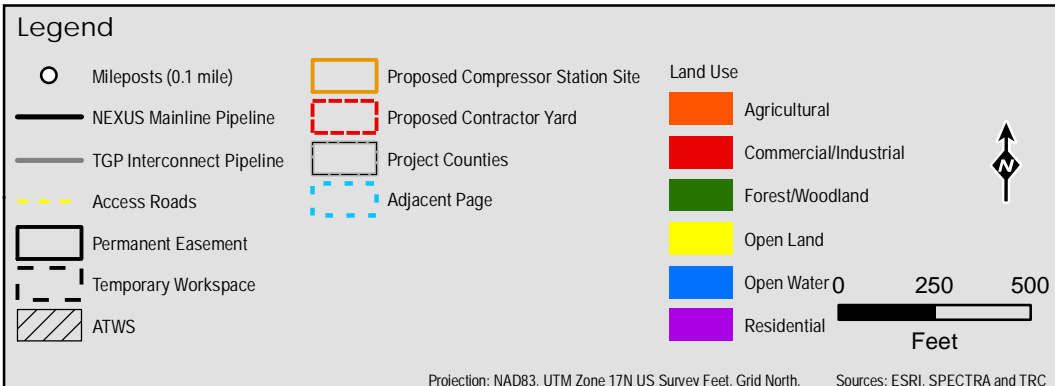 Legend
Mileposts (0.1 mile)
NEXUS Mainline Pipeline
TGP Interconnect Pipeline
Access Roads
Permanent Easement
Temporary Workspace
ATWS
Proposed Compressor Station Site
Proposed Contractor Yard
Project Counties
Adjacent Page
Land Use
Agricultural
Commercial/Industrial
Forest/Woodland
Open Land
Open Water
Residential
N
0 250 500
Feet
Projection: NAD83, UTM Zone 17N US Survey Feet, Grid North. Sources: ESRI, SPECTRA and TRC